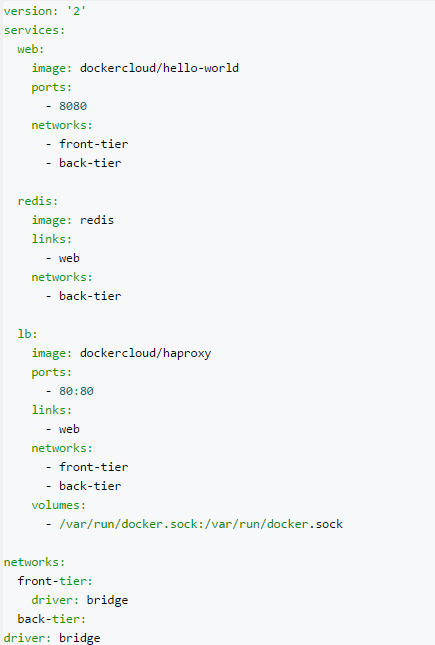 version: '2'
services:
  web:
    image: dockercloud/hello-world
    ports:
      - 8080
    networks:
      - front-tier
      - back-tier

  redis:
    image: redis
    links:
      - web
    networks:
      - back-tier

  lb:
    image: dockercloud/haproxy
    ports:
      - 80:80
    links:
      - web
    networks:
      - front-tier
      - back-tier
    volumes:
      - /var/run/docker.sock:/var/run/docker.sock

networks:
  front-tier:
    driver: bridge
  back-tier:
driver: bridge